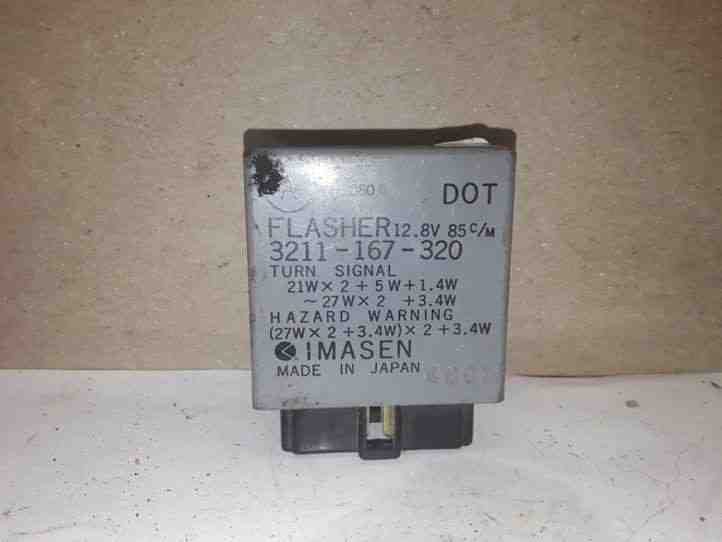 DOT
FLASHER 12.8V 85 C/M
3211-167-320
TURN SIGNAL
21W × 2 + 5W + 1.4W
~ 27W × 2 + 3.4W
HAZARD WARNING
(27W × 2 + 3.4W) × 2 + 3.4W
IMASEN
MADE IN JAPAN